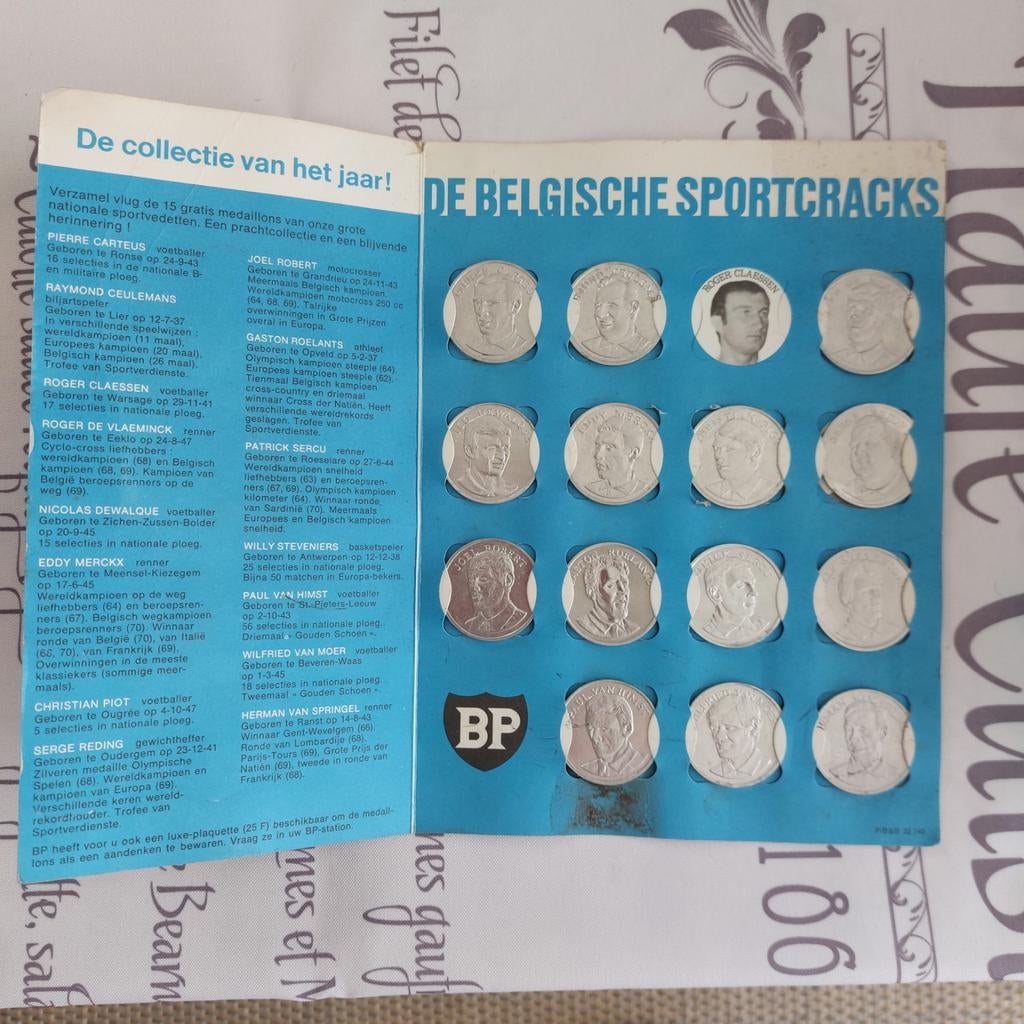 De collectie van het jaar!
Verzamel vlug de 15 gratis medaillons van onze grote
nationale sportvedetten. Een prachtcollectie en een blijvende
herinnering !
PIERRE CARTEUS voetballer
Geboren te Ronse op 24-9-43
16 selecties in de nationale B-
en militaire ploeg.
RAYMOND CEULEMANS
biljartspeler
Geboren te Lier op 12-7-37
In verschillende speelwijzen :
wereldkampioen (11 maal),
Europees kampioen (20 maal).
Belgisch kampioen (26 maal).
Trofee van Sportverdienste.
ROGER CLAESSEN voetballer
Geboren te Warsage op 29-11-41
17 selecties in nationale ploeg.
ROGER DE VLAEMINCK renner
Geboren te Eeklo op 24-8-47
Cyclo-cross liefhebbers :
wereldkampioen (68) en Belgisch
kampioen (68, 69). Kampioen van
België beroepsrenners op de
weg (69).
NICOLAS DEWALQUE voetballer
Geboren te Zichen-Zussen-Bolder
op 20-9-45
15 selecties in nationale ploeg.
EDDY MERCKX renner
Geboren te Meensel-Kiezegem
op 17-6-45
Wereldkampioen op de weg
liefhebbers (64) en beroepsren-
ners (67). Belgisch wegkampioen
beroepsrenners (70). Winnaar
ronde van België (70), van Italië
(68, 70), van Frankrijk (69).
Overwinningen in de meeste
klassiekers (sommige meer-
maals).
CHRISTIAN PIOT voetballer
Geboren te Ougrée op 4-10-47
5 selecties in nationale ploeg.
SERGE REDING gewichtheffer
Geboren te Oudergem op 23-12-41
Zilveren medaille Olympische
Spelen (68). Wereldkampioen en
kampioen van Europa (69).
Verschillende keren wereld-
rekordhouder. Trofee van
Sportverdienste.
JOEL ROBERT motocrosser
Geboren te Grandrieu op 24-11-43
Meermaals Belgisch kampioen.
Wereldkampioen motocross 250 cc
(64, 68, 69). Talrijke
overwinningen in Grote Prijzen
overal in Europa.
GASTON ROELANTS athleet
Geboren te Opveld op 5-2-37
Olympisch kampioen steeple (64).
Europees kampioen steeple (62).
Tienmaal Belgisch kampioen
cross-country en driemaal
winnaar Cross der Natiën. Heeft
verschillende wereldrekords
geslagen. Trofee van
Sportverdienste.
PATRICK SERCU renner
Geboren te Roeselare op 27-6-44
Wereldkampioen snelheid
liefhebbers (63) en beroepsren-
ners (67, 69). Olympisch kampioen
kilometer (64). Winnaar ronde
van Sardinië (70). Meermaals
Europees en Belgisch kampioen
snelheid.
WILLY STEVENIERS basketspeler
Geboren te Antwerpen op 12-12-38
25 selecties in nationale ploeg.
Bijna 50 matchen in Europa-bekers.
PAUL VAN HIMST voetballer
Geboren te St.-Pieters-Leeuw
op 2-10-43
56 selecties in nationale ploeg.
Driemaal « Gouden Schoen ».
WILFRIED VAN MOER voetballer
Geboren te Beveren-Waas
op 1-3-45
18 selecties in nationale ploeg.
Tweemaal « Gouden Schoen ».
HERMAN VAN SPRINGEL renner
Geboren te Ranst op 14-8-43
Winnaar Gent-Wevelgem (66).
Ronde van Lombardije (68),
Parijs-Tours (69), Grote Prijs der
Natiën (69), tweede in ronde van
Frankrijk (68).
BP heeft voor u ook een luxe-plaquette (25 F) beschikbaar om de medail-
lons als een aandenken te bewaren. Vraag ze in uw BP-station.
DE BELGISCHE SPORTCRACKS
ROGER CLAESSEN
EDDY MERCKX
JOEL ROBERT
PAUL VAN HIMST
BP
Filet de
186